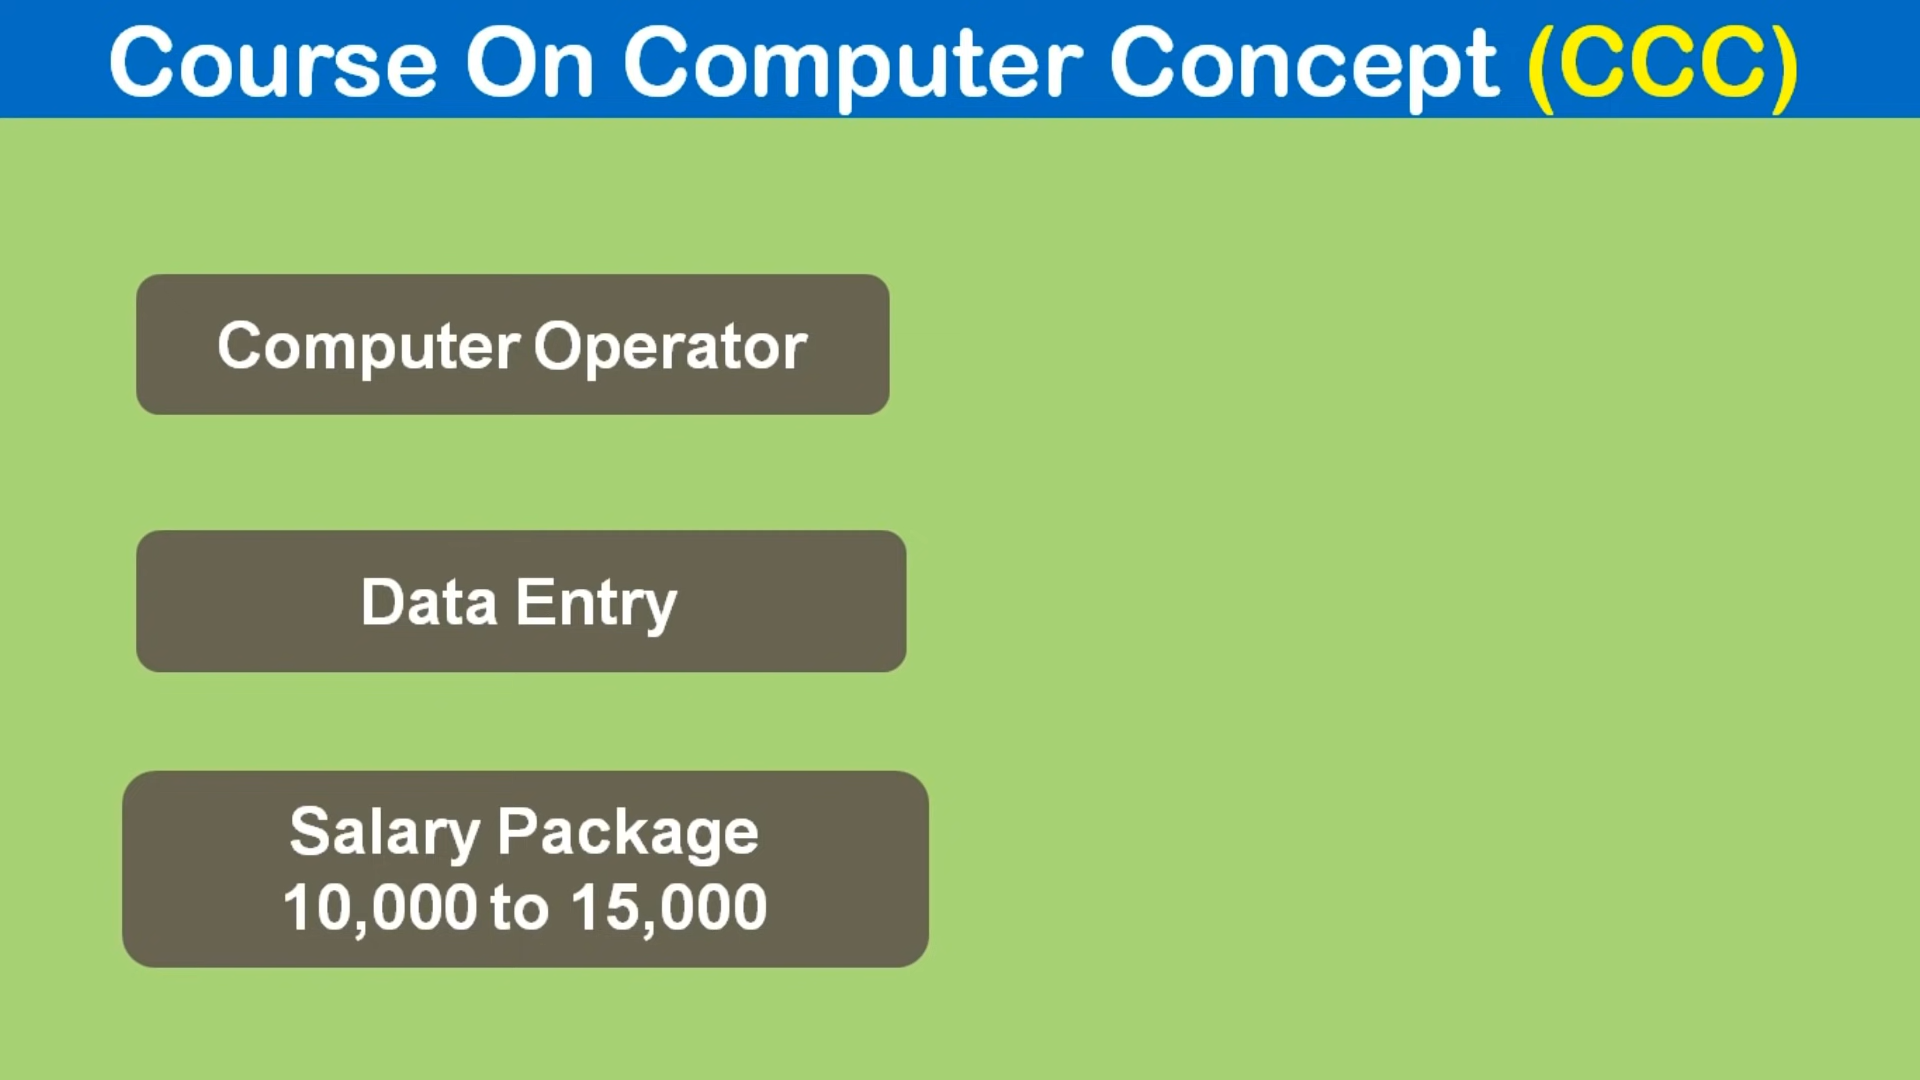 Course On Computer Concept (CCC)
Computer Operator
Data Entry
Salary Package
10,000 to 15,000